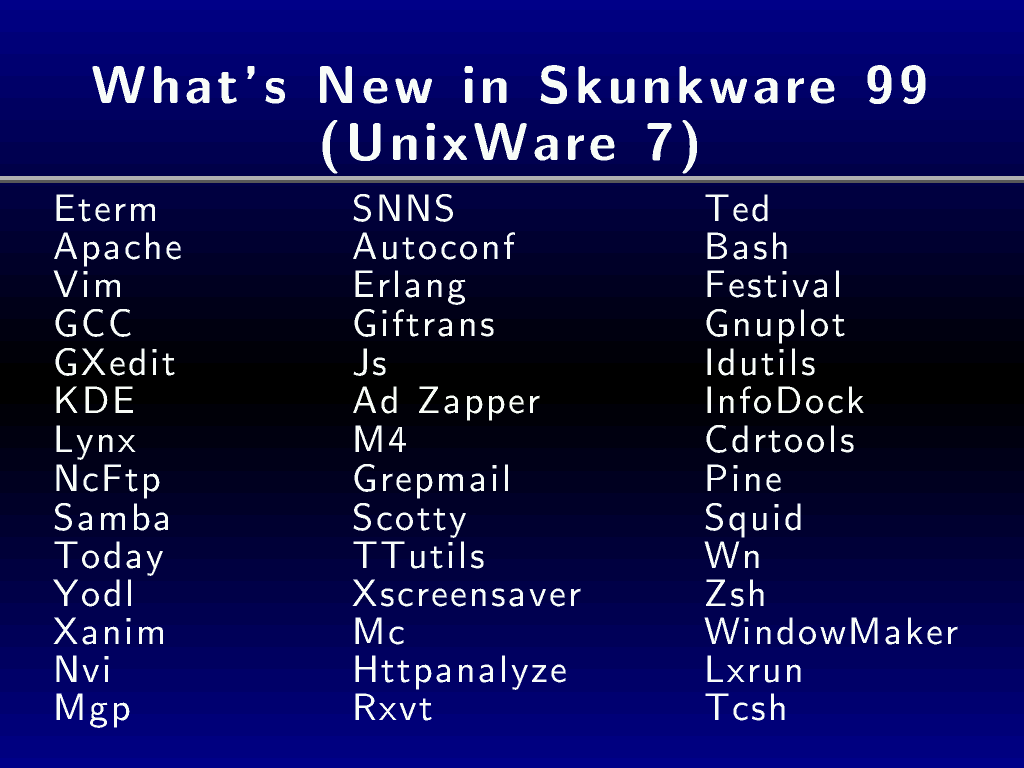 What's New in Skunkware 99
(UnixWare 7)
Eterm SNNS Ted
Apache Autoconf Bash
Vim Erlang Festival
GCC Giftrans Gnuplot
GXedit Js Idutils
KDE Ad Zapper InfoDock
Lynx M4 Cdrtools
NcFtp Grepmail Pine
Samba Scotty Squid
Today TTutils Wn
Yodl Xscreensaver Zsh
Xanim Mc WindowMaker
Nvi Httpanalyze Lxrun
Mgp Rxvt Tcsh